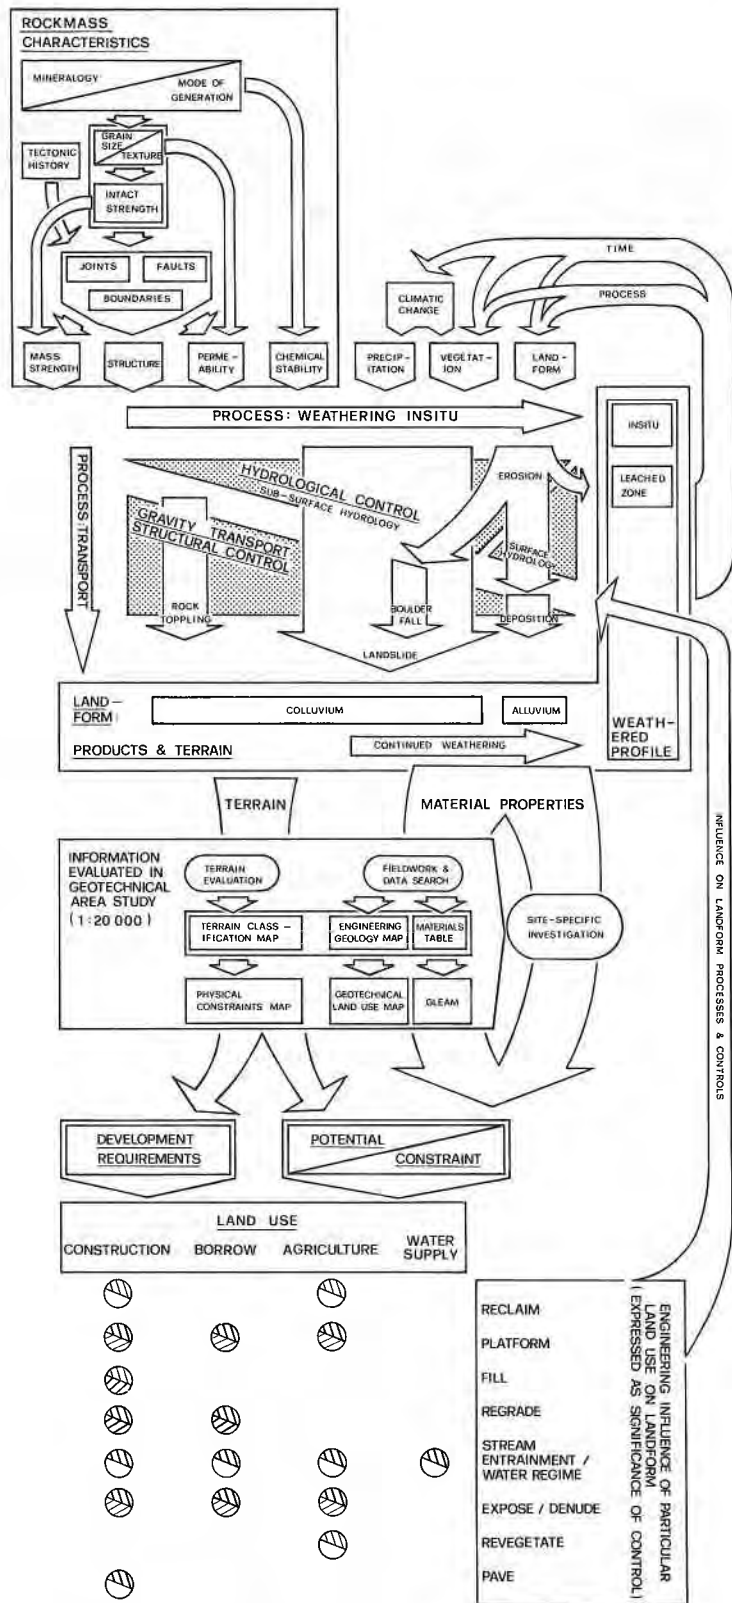 ROCKMASS
CHARACTERISTICS
MINERALOGY
MODE OF
GENERATION
GRAIN
SIZE
TEXTURE
TECTONIC
HISTORY
INTACT
STRENGTH
JOINTS
FAULTS
BOUNDARIES
MASS
STRENGTH
STRUCTURE
PERME-
ABILITY
CHEMICAL
STABILITY
TIME
PROCESS
CLIMATIC
CHANGE
PRECIP-
ITATION
VEGETAT-
ION
LAND-
FORM
PROCESS: WEATHERING INSITU
INSITU
LEACHED
ZONE
PROCESS: TRANSPORT
HYDROLOGICAL CONTROL
SUB-SURFACE HYDROLOGY
EROSION
GRAVITY TRANSPORT
STRUCTURAL CONTROL
SURFACE
HYDROLOGY
ROCK
TOPPLING
BOULDER
FALL
DEPOSITION
LANDSLIDE
LAND-
FORM:
COLLUVIUM
ALLUVIUM
PRODUCTS & TERRAIN
CONTINUED WEATHERING
WEATH-
ERED
PROFILE
TERRAIN
MATERIAL PROPERTIES
INFORMATION
EVALUATED IN
GEOTECHNICAL
AREA STUDY
(1:20 000)
TERRAIN
EVALUATION
FIELDWORK &
DATA SEARCH
TERRAIN CLASS-
IFICATION MAP
ENGINEERING
GEOLOGY MAP
MATERIALS
TABLE
SITE-SPECIFIC
INVESTIGATION
PHYSICAL
CONSTRAINTS MAP
GEOTECHNICAL
LAND USE MAP
GLEAM
INFLUENCE ON LANDFORM PROCESSES & CONTROLS
DEVELOPMENT
REQUIREMENTS
POTENTIAL
CONSTRAINT
LAND USE
CONSTRUCTION BORROW AGRICULTURE WATER
SUPPLY
RECLAIM
PLATFORM
FILL
REGRADE
STREAM
ENTRAINMENT /
WATER REGIME
EXPOSE / DENUDE
REVEGETATE
PAVE
ENGINEERING INFLUENCE OF PARTICULAR
LAND USE ON LANDFORM
(EXPRESSED AS SIGNIFICANCE OF CONTROL)